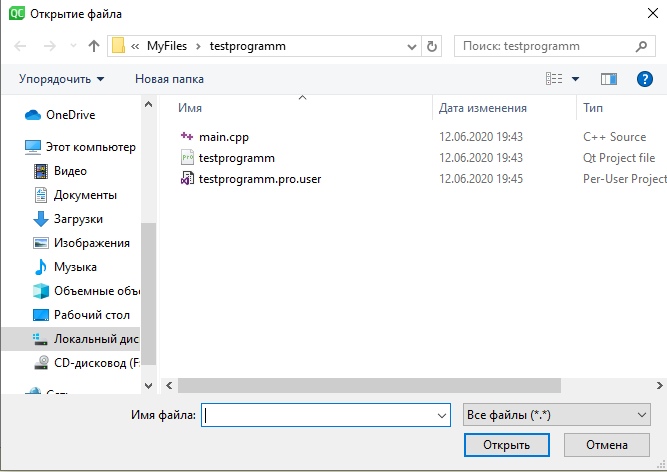 QC Открытие файла
« MyFiles › testprogramm
Поиск: testprogramm
Упорядочить Новая папка
Имя Дата изменения Тип
OneDrive
Этот компьютер
Видео
Документы
Загрузки
Изображения
Музыка
Объемные объе
Рабочий стол
Локальный дис
CD-дисковод (F
Сеть
++ main.cpp 12.06.2020 19:43 C++ Source
PRO testprogramm 12.06.2020 19:43 Qt Project file
testprogramm.pro.user 12.06.2020 19:45 Per-User Project
Имя файла:
Все файлы (*.*)
Открыть Отмена